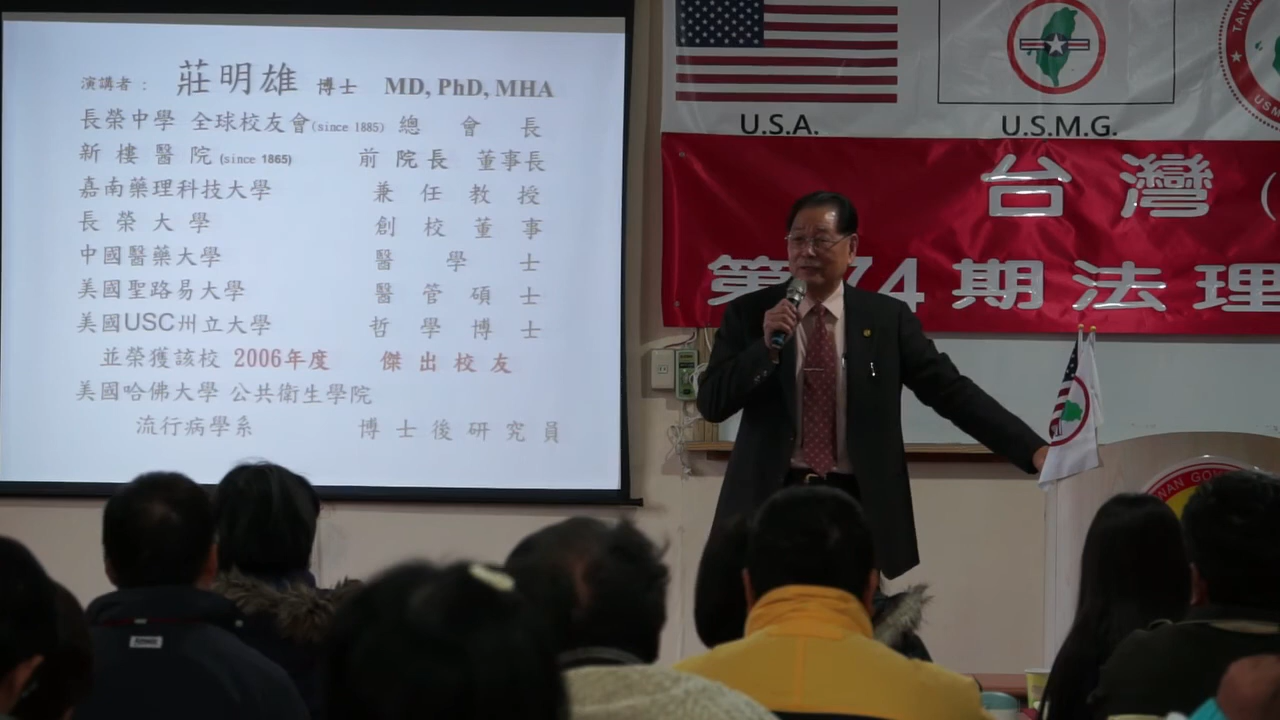 演講者： 莊明雄 博士 MD, PhD, MHA
長榮中學 全球校友會(since 1885) 總會長
新樓醫院(since 1865) 前院長 董事長
嘉南藥理科技大學 兼任教授
長榮大學 創校董事
中國醫藥大學 醫學士
美國聖路易大學 醫管碩士
美國USC州立大學 哲學博士
並榮獲該校 2006年度 傑出校友
美國哈佛大學 公共衛生學院
流行病學系 博士後研究員
U.S.A.
U.S.M.G.
TAIW
USM
台灣（
第74期法理
WAN GO